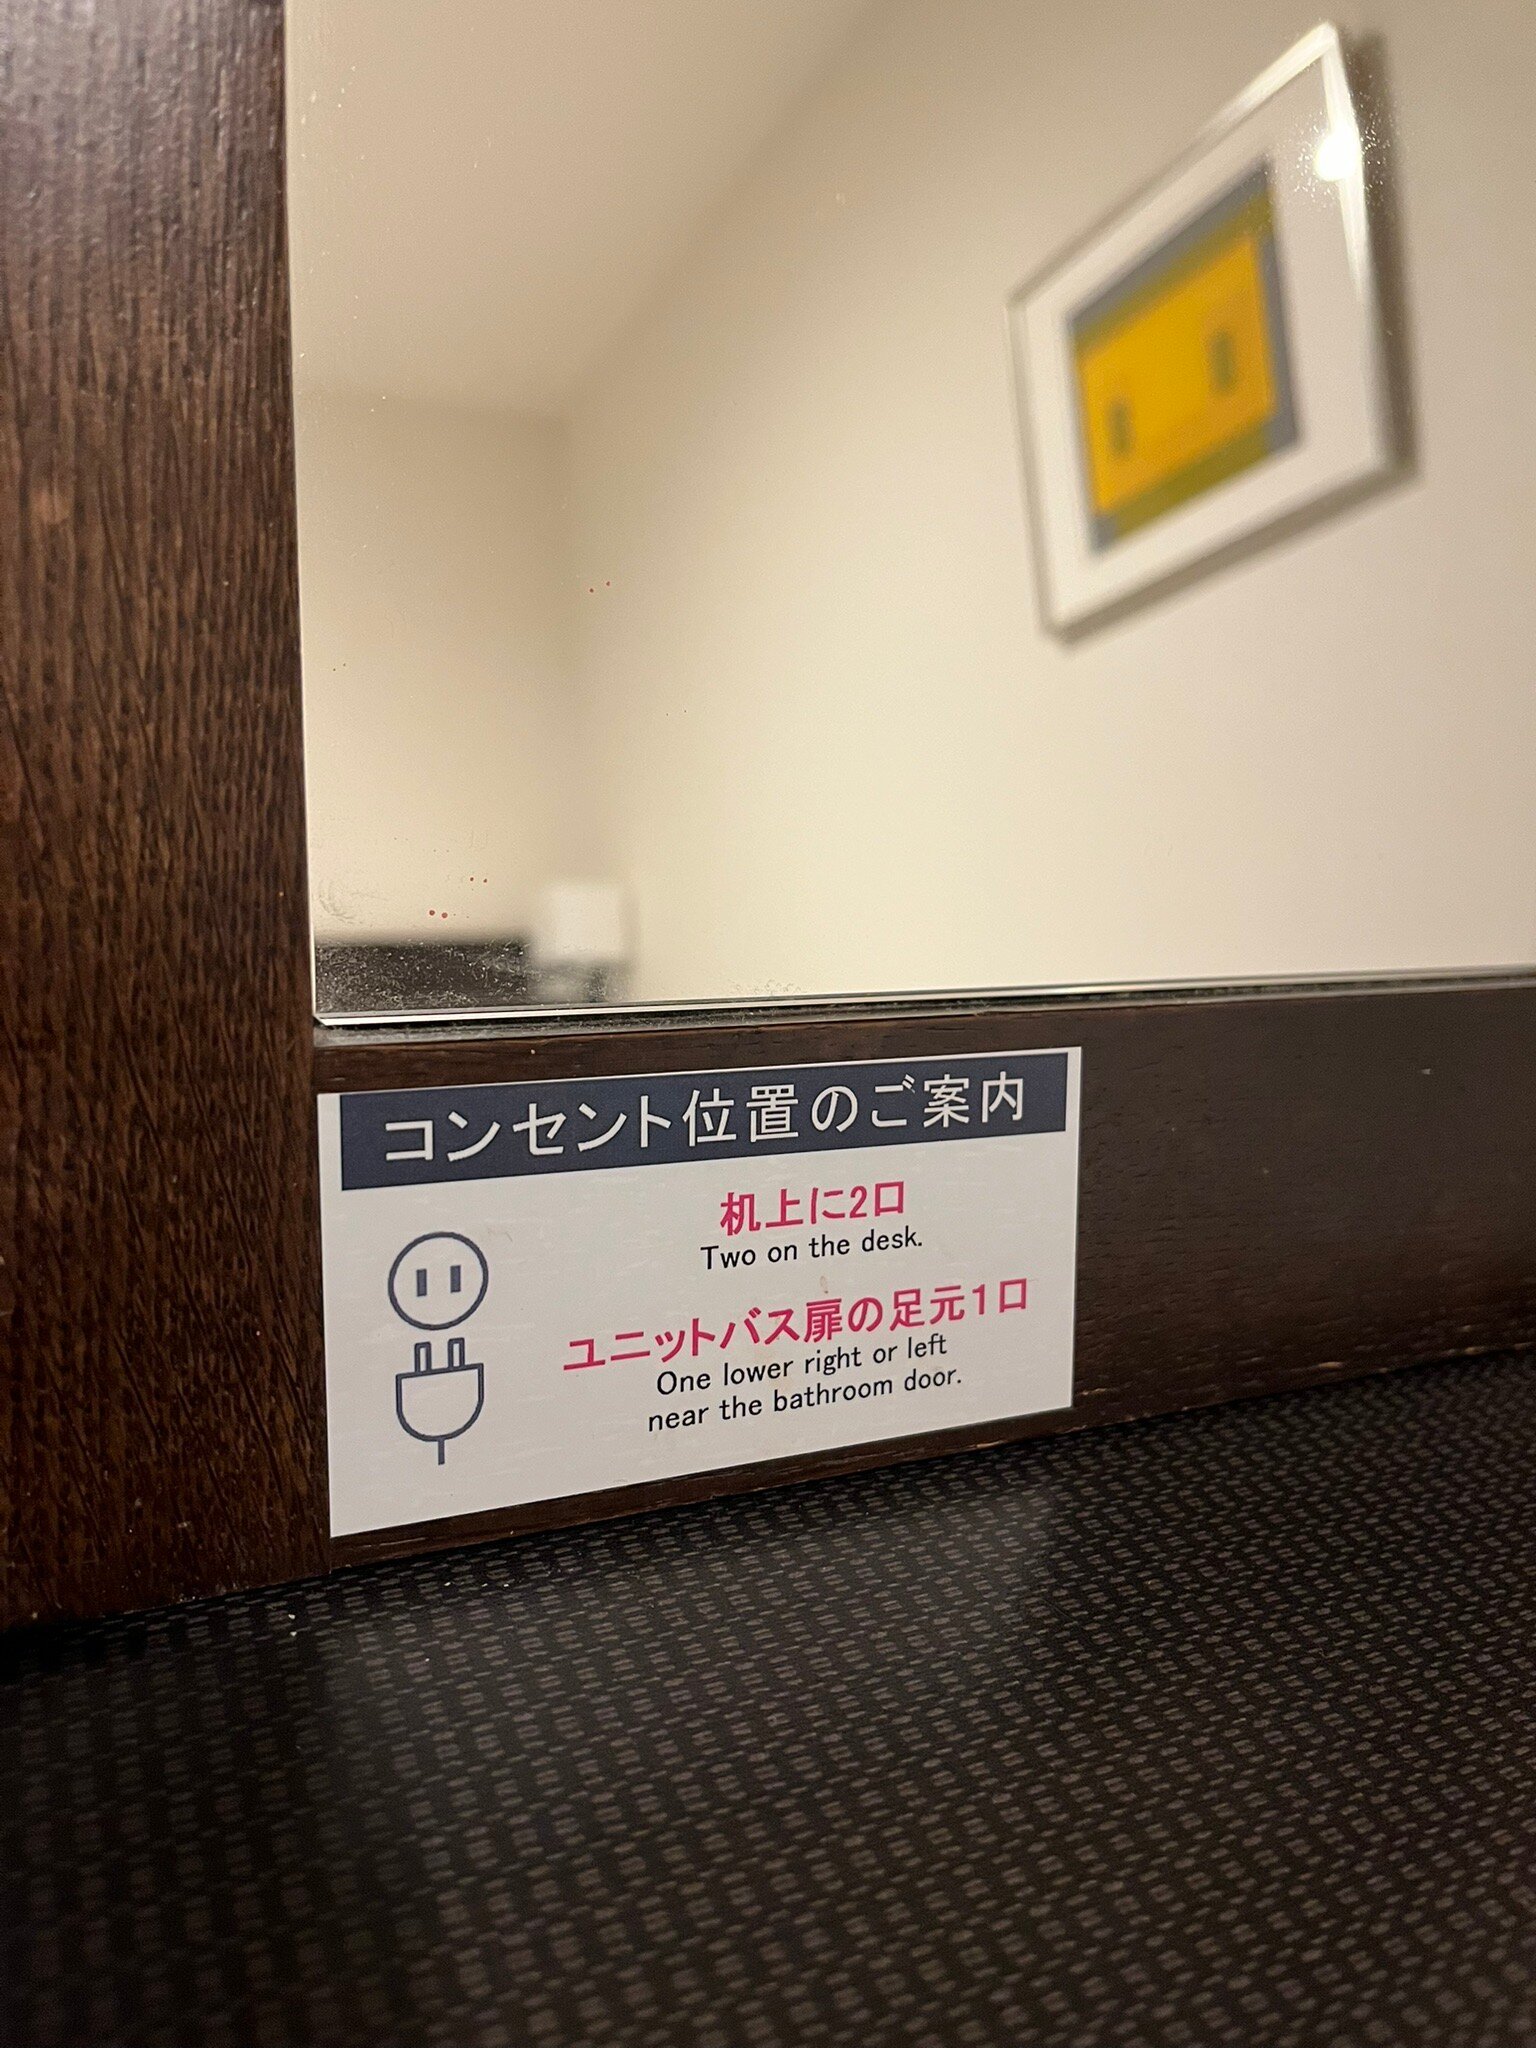 コンセント位置のご案内
机上に2口
Two on the desk.
ユニットバス扉の足元1口
One lower right or left
near the bathroom door.